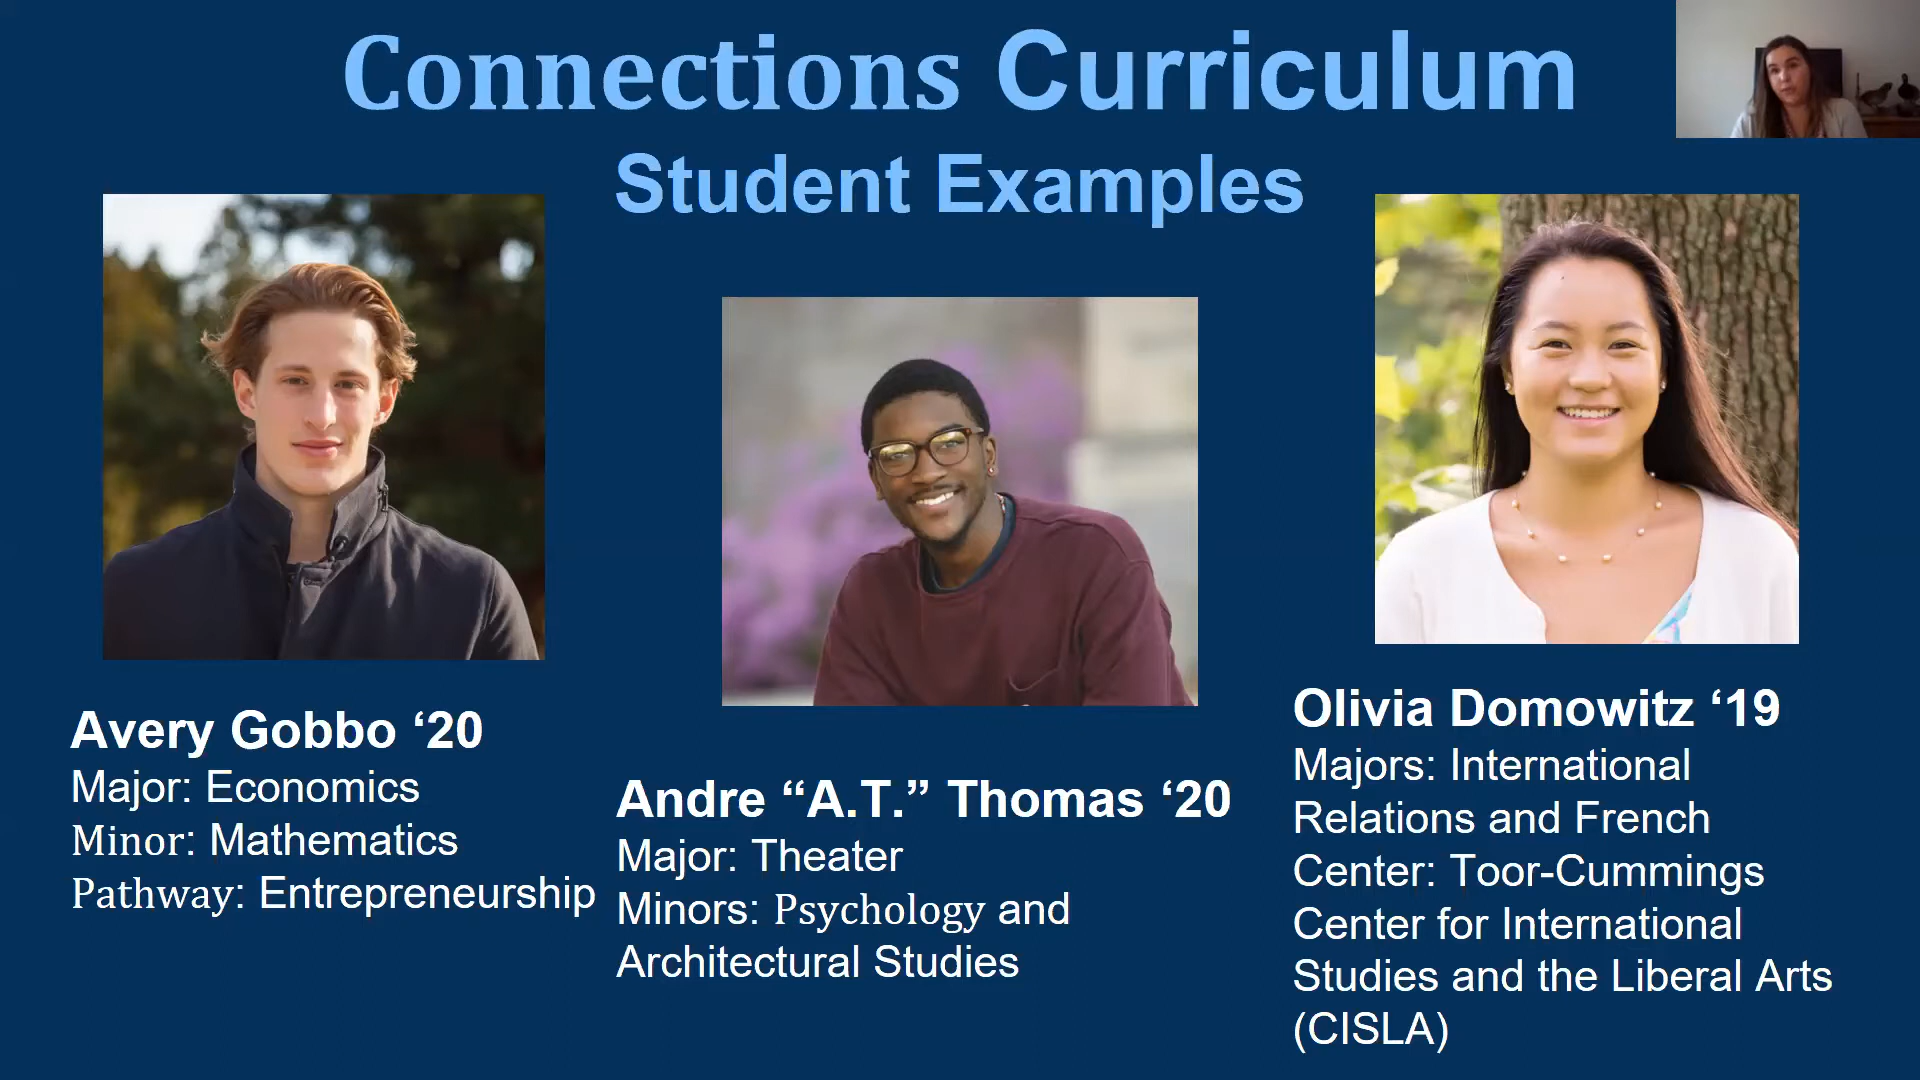 Connections Curriculum
Student Examples
Avery Gobbo ‘20
Major: Economics
Minor: Mathematics
Pathway: Entrepreneurship
Andre “A.T.” Thomas ‘20
Major: Theater
Minors: Psychology and
Architectural Studies
Olivia Domowitz ‘19
Majors: International
Relations and French
Center: Toor-Cummings
Center for International
Studies and the Liberal Arts
(CISLA)